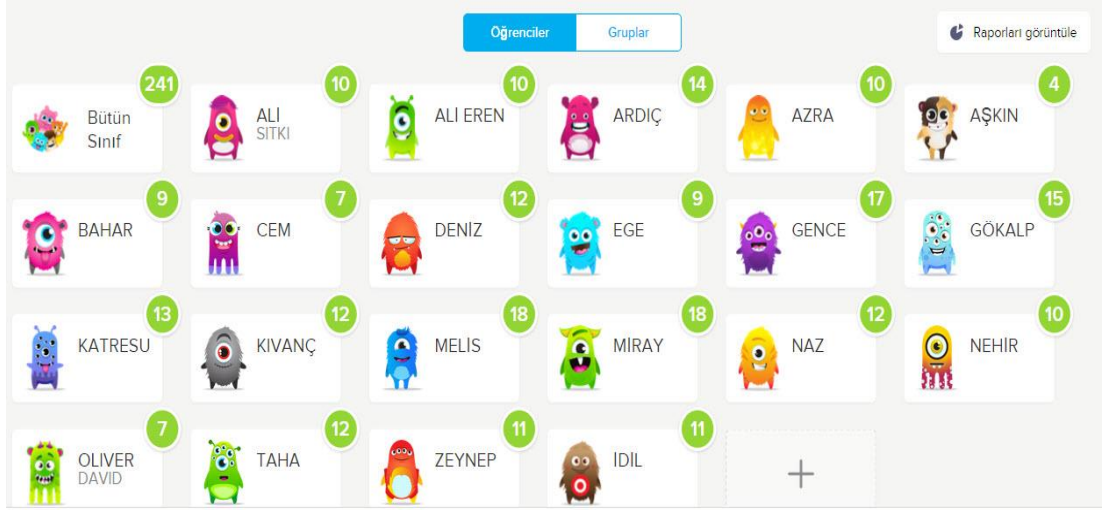 Öğrenciler Gruplar
Raporları görüntüle
241
Bütün
Sınıf
10
ALİ
SITKI
10
ALİ EREN
14
ARDIÇ
10
AZRA
4
AŞKIN
9
BAHAR
7
CEM
12
DENİZ
9
EGE
17
GENCE
15
GÖKALP
13
KATRESU
12
KIVANÇ
18
MELİS
18
MİRAY
12
NAZ
10
NEHİR
7
OLIVER
DAVID
12
TAHA
11
ZEYNEP
11
IDIL
+